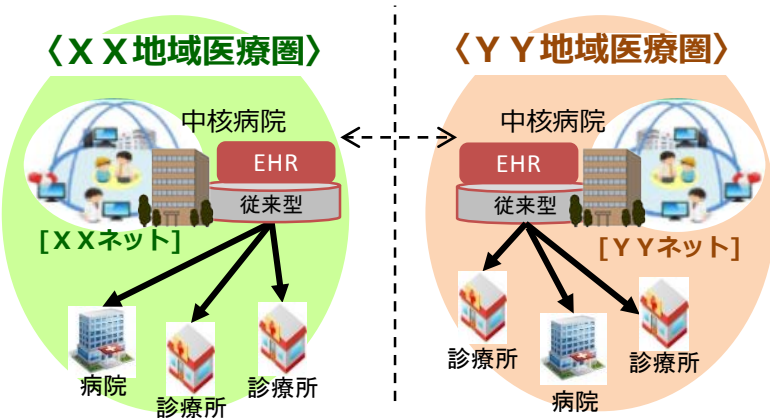 〈ＸＸ地域医療圏〉
中核病院
EHR
従来型
[ＸＸネット]
病院
診療所
診療所
〈ＹＹ地域医療圏〉
中核病院
EHR
従来型
[ＹＹネット]
診療所
病院
診療所